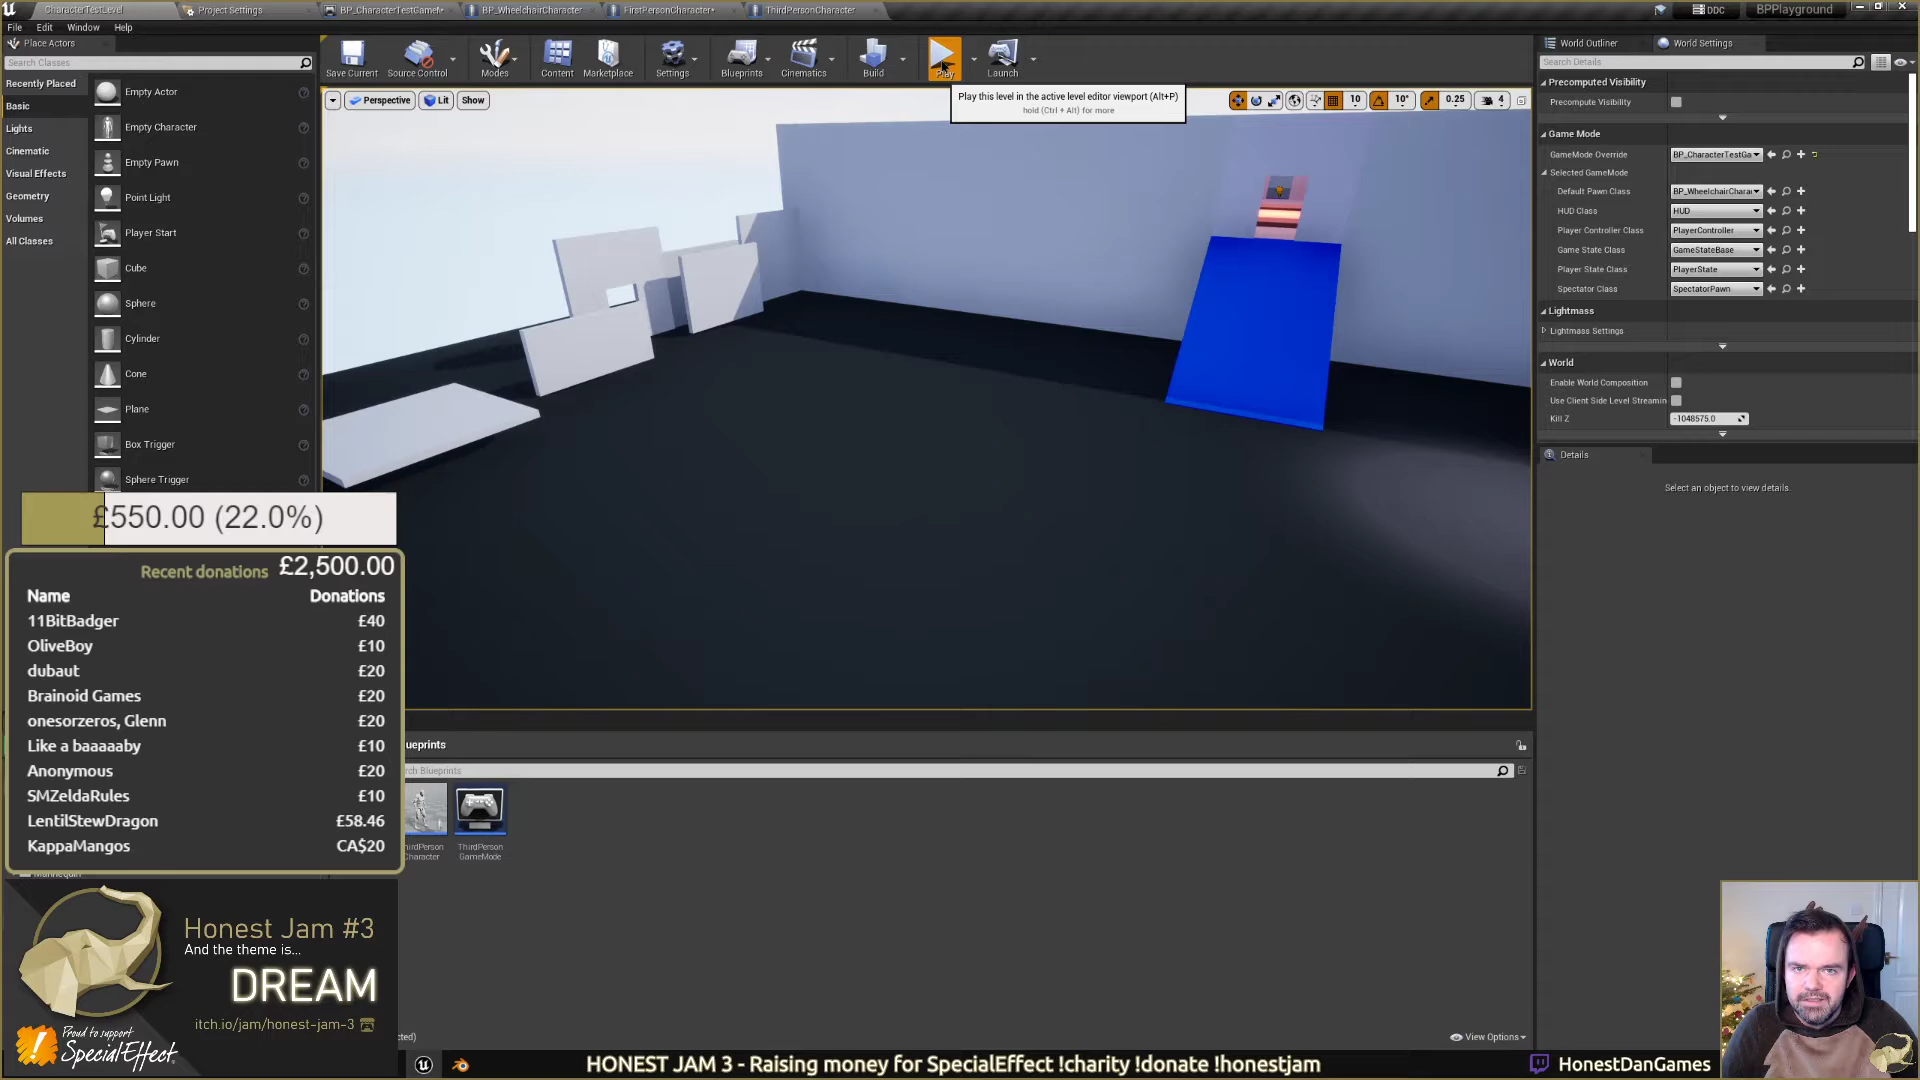 CharacterTestLevel
Project Settings
BP_CharacterTestGameM
BP_WheelchairCharacter
FirstPersonCharacter*
ThirdPersonCharacter
DDC
BPPlayground
File Edit Window Help
Place Actors
Search Classes
Recently Placed
Basic
Lights
Cinematic
Visual Effects
Geometry
Volumes
All Classes
Empty Actor
Empty Character
Empty Pawn
Point Light
Player Start
Cube
Sphere
Cylinder
Cone
Plane
Box Trigger
Sphere Trigger
Save Current
Source Control
Modes
Content
Marketplace
Settings
Blueprints
Cinematics
Build
Play
Launch
Perspective
Lit
Show
Play this level in the active level editor viewport (Alt+P)
hold (Ctrl + Alt) for more
10
10°
0.25
4
World Outliner
World Settings
Search Details
Precomputed Visibility
Precompute Visibility
Game Mode
GameMode Override BP_CharacterTestGa
Selected GameMode
Default Pawn Class BP_WheelchairCharac
HUD Class HUD
Player Controller Class PlayerController
Game State Class GameStateBase
Player State Class PlayerState
Spectator Class SpectatorPawn
Lightmass
Lightmass Settings
World
Enable World Composition
Use Client Side Level Streamin
Kill Z -1048575.0
Details
Select an object to view details.
£550.00 (22.0%)
Recent donations £2,500.00
Name Donations
11BitBadger £40
OliveBoy £10
dubaut £20
Brainoid Games £20
onesorzeros, Glenn £20
Like a baaaaaby £10
Anonymous £20
SMZeldaRules £10
LentilStewDragon £58.46
KappaMangos CA$20
Mannequin
ueprints
rch Blueprints
hirdPerson
Character
ThirdPerson
GameMode
cted)
View Options
Honest Jam #3
And the theme is...
DREAM
itch.io/jam/honest-jam-3
Proud to support
SpecialEffect
HONEST JAM 3 - Raising money for SpecialEffect !charity !donate !honestjam
HonestDanGames